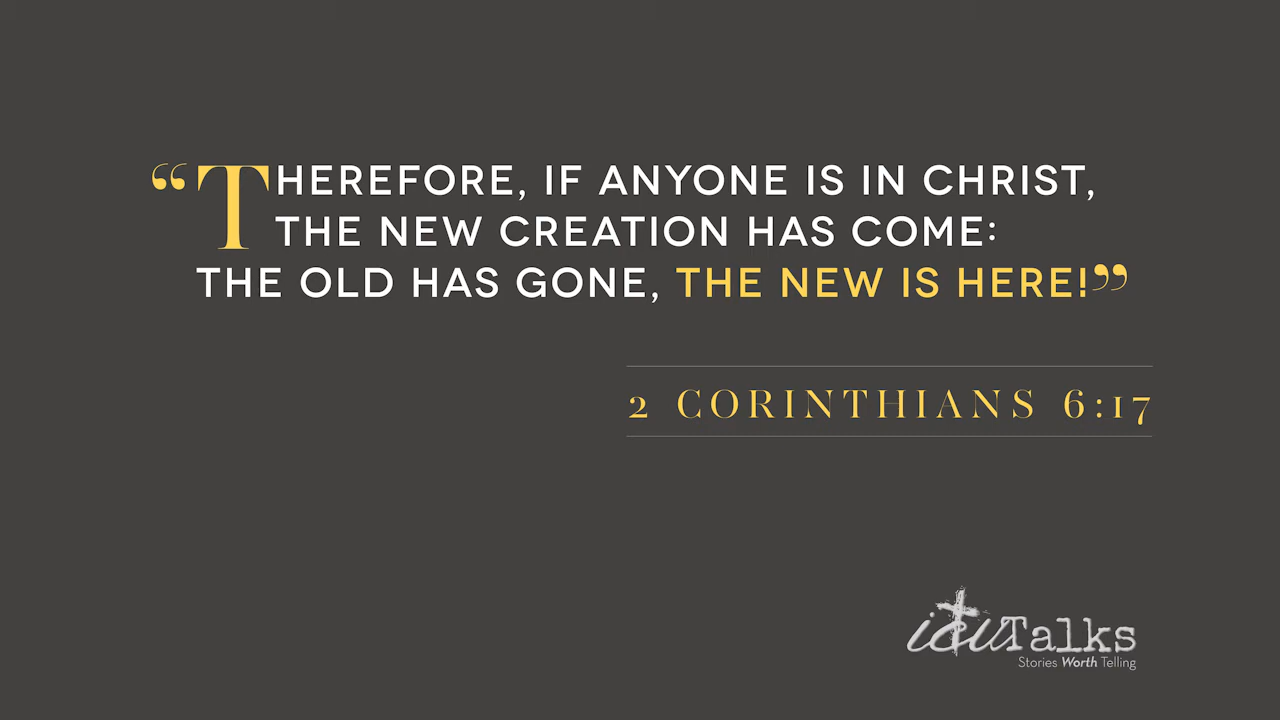 “THEREFORE, IF ANYONE IS IN CHRIST,
THE NEW CREATION HAS COME:
THE OLD HAS GONE, THE NEW IS HERE!”
2 CORINTHIANS 6:17
Talks
Stories Worth Telling